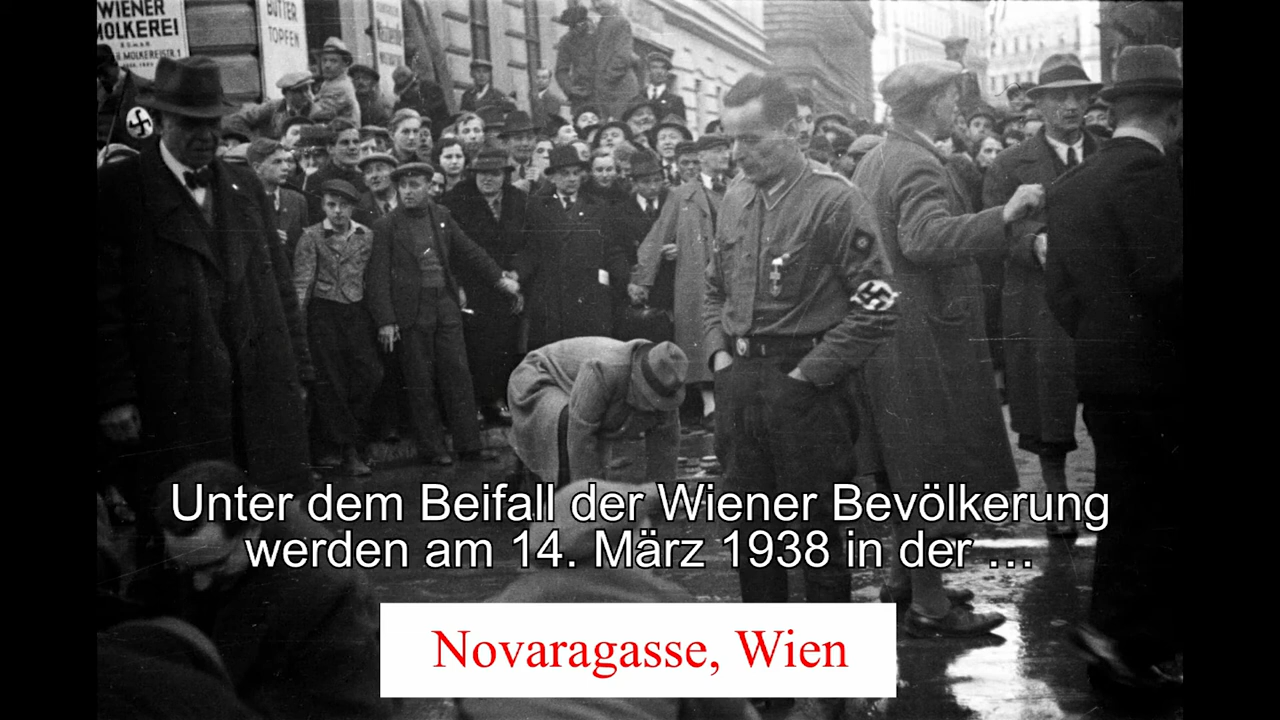 WIENER
MOLKEREI
BUTTER
TOPFEN
Unter dem Beifall der Wiener Bevölkerung
werden am 14. März 1938 in der ...
Novaragasse, Wien